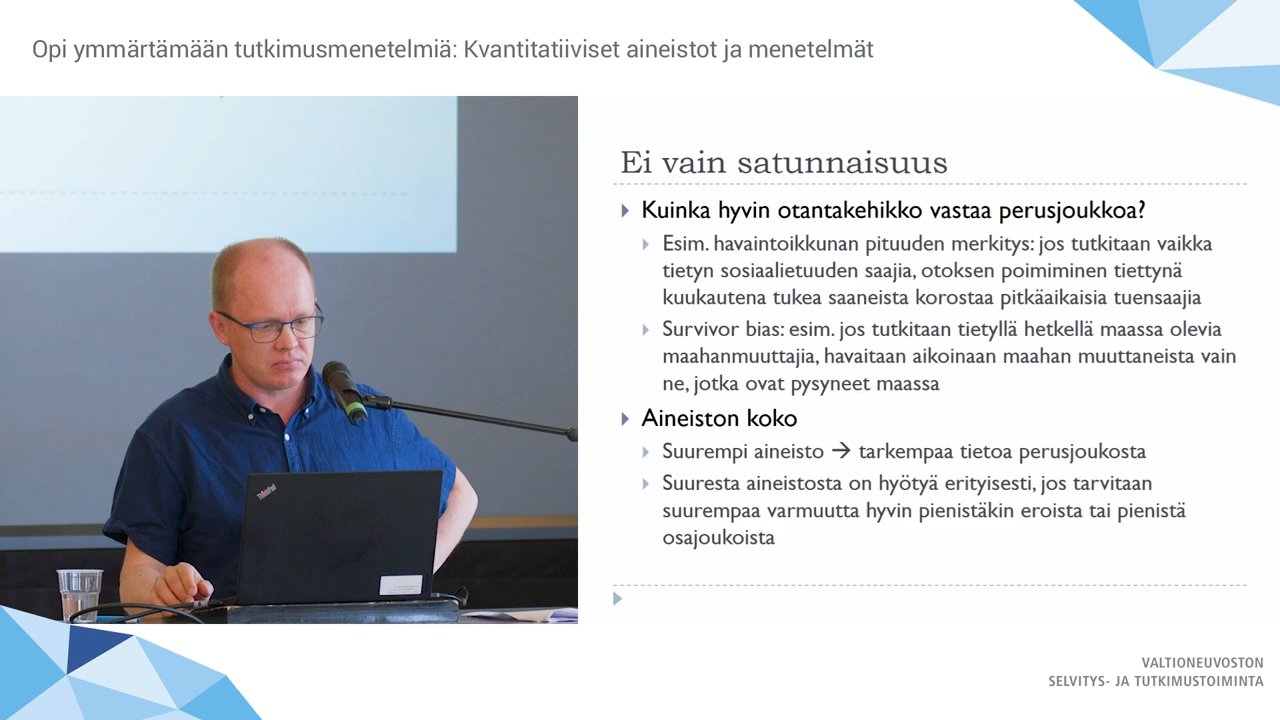 Opi ymmärtämään tutkimusmenetelmiä: Kvantitatiiviset aineistot ja menetelmät
Ei vain satunnaisuus
Kuinka hyvin otantakehikko vastaa perusjoukkoa?
Esim. havaintoikkunan pituuden merkitys: jos tutkitaan vaikka
tietyn sosiaalietuuden saajia, otoksen poimiminen tiettynä
kuukautena tukea saaneista korostaa pitkäaikaisia tuensaajia
Survivor bias: esim. jos tutkitaan tietyllä hetkellä maassa olevia
maahanmuuttajia, havaitaan aikoinaan maahan muuttaneista vain
ne, jotka ovat pysyneet maassa
Aineiston koko
Suurempi aineisto → tarkempaa tietoa perusjoukosta
Suuresta aineistosta on hyötyä erityisesti, jos tarvitaan
suurempaa varmuutta hyvin pienistäkin eroista tai pienistä
osajoukoista
ThinkPad
VALTIONEUVOSTON
SELVITYS- JA TUTKIMUSTOIMINTA